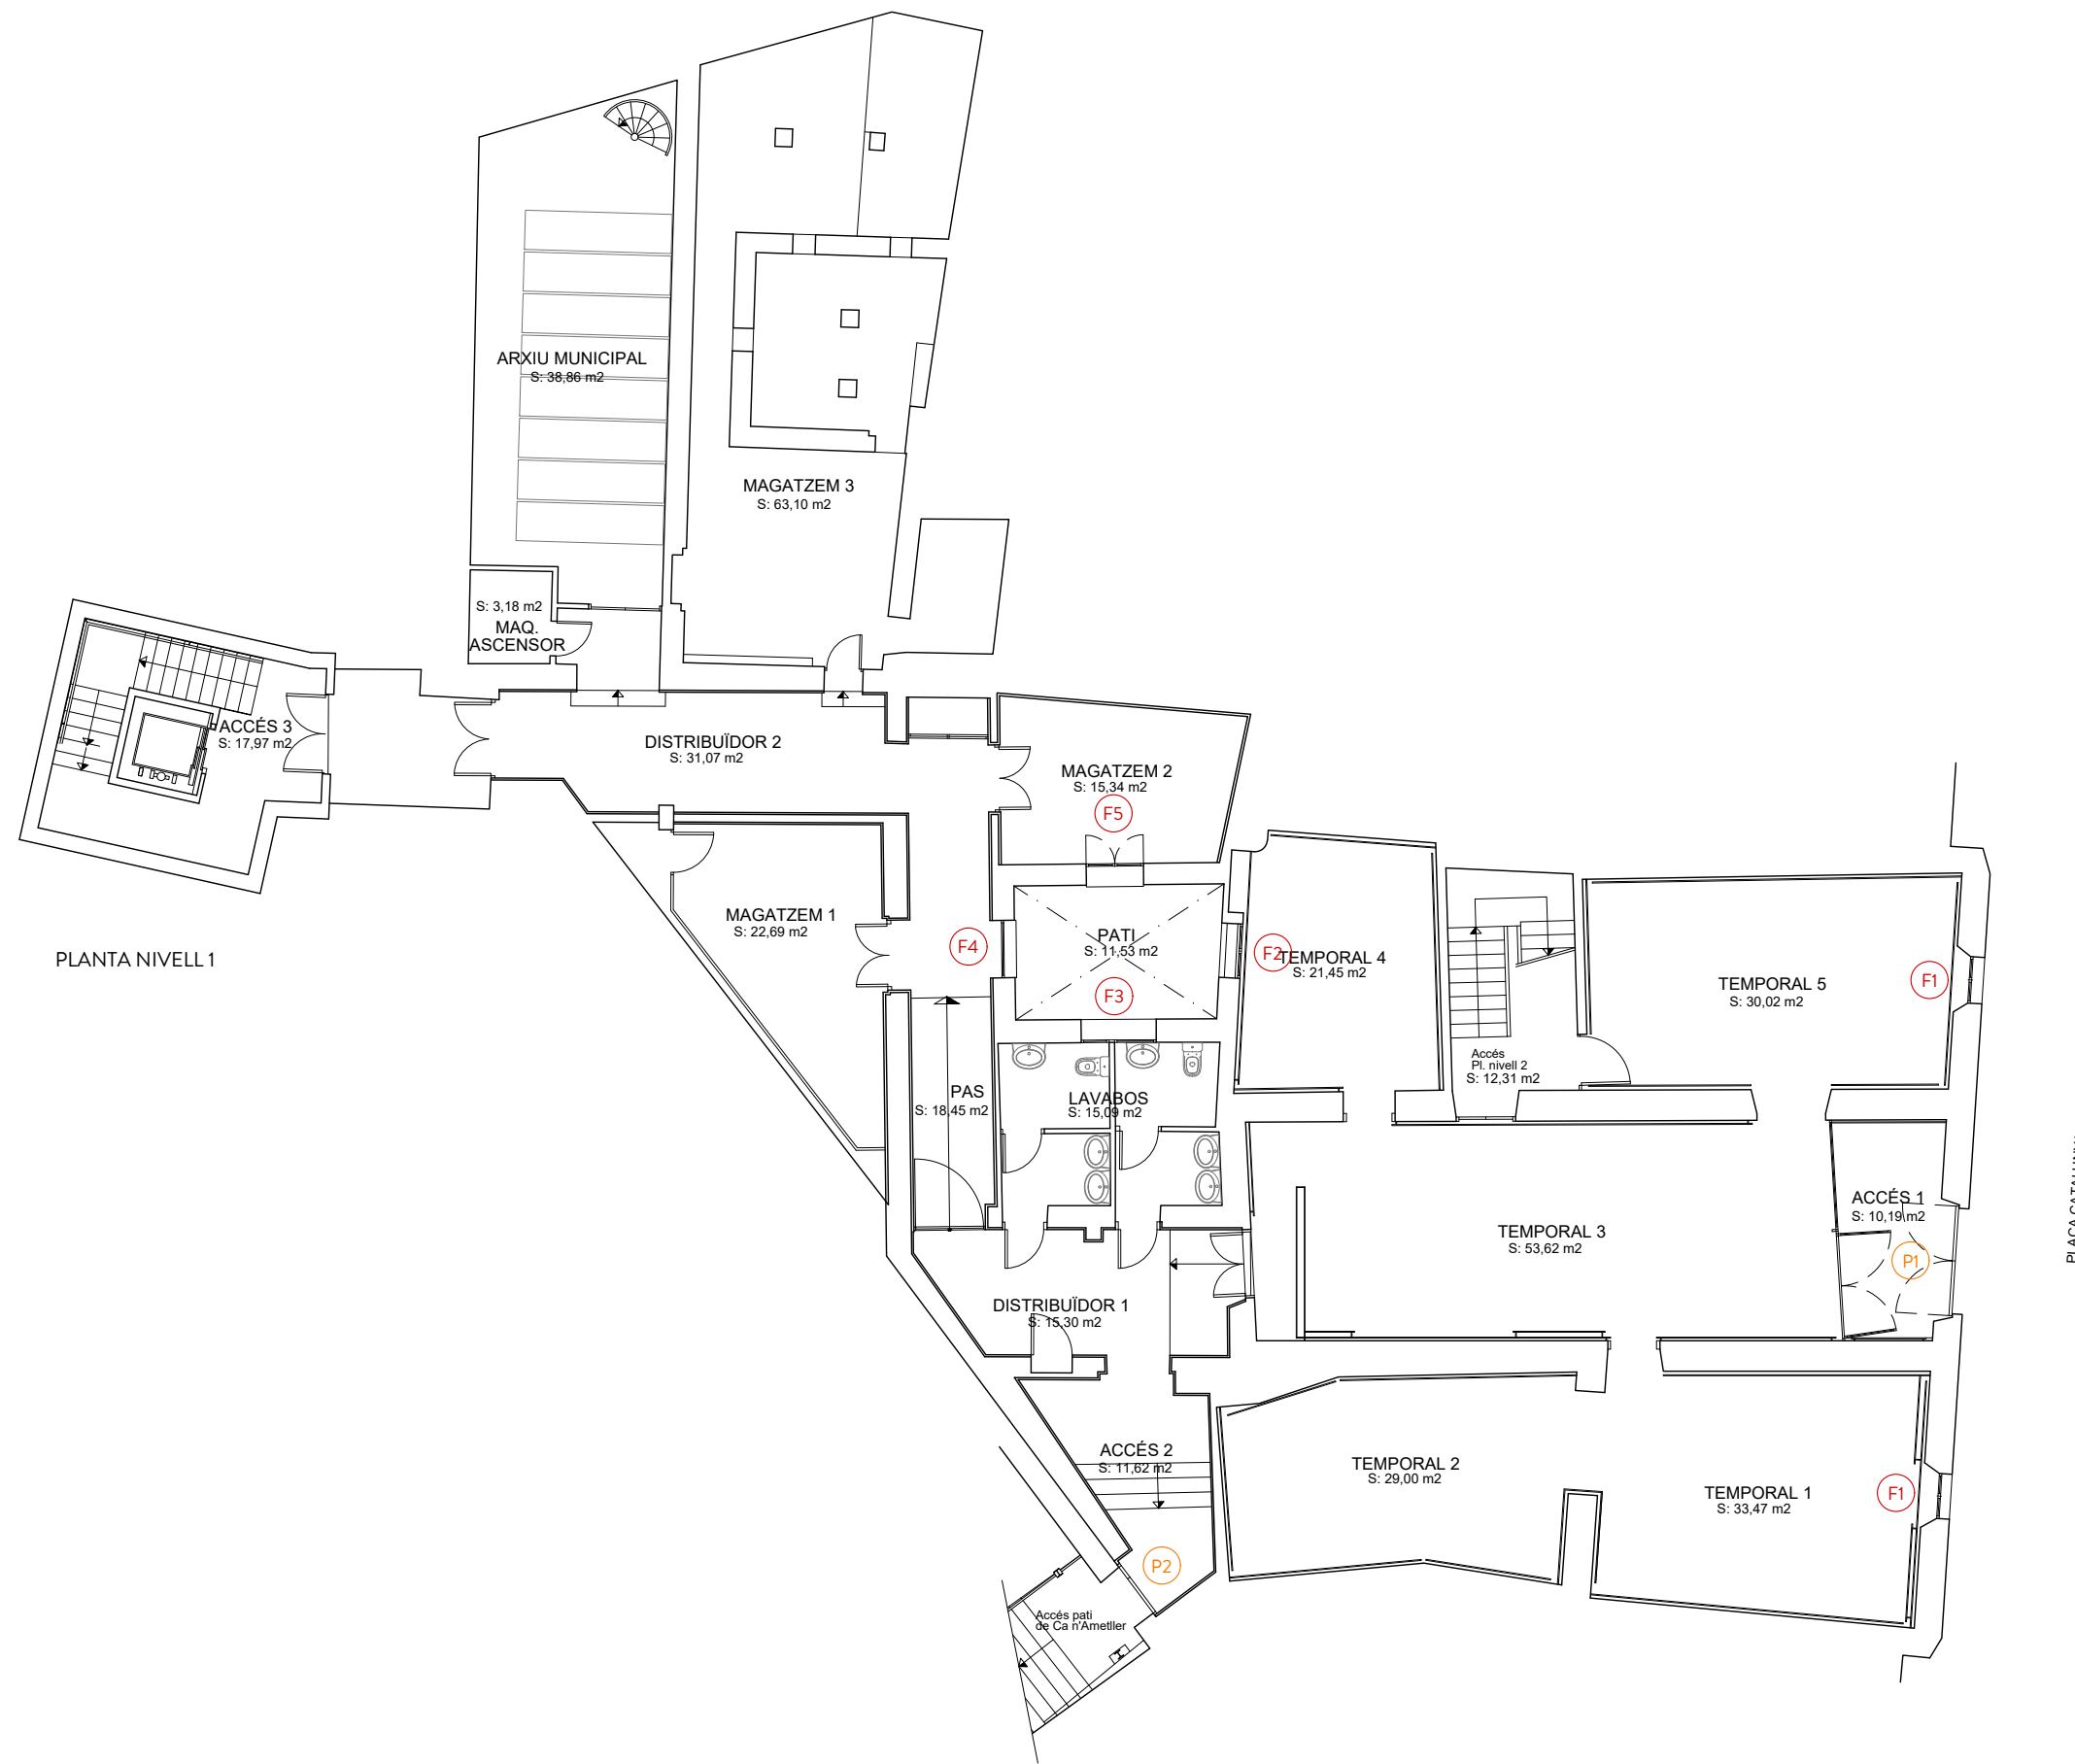 ARXIU MUNICIPAL
S: 38,86 m2
MAGATZEM 3
S: 63,10 m2
S: 3,18 m2
MAQ.
ASCENSOR
ACCÉS 3
S: 17,97 m2
DISTRIBUÏDOR 2
S: 31,07 m2
MAGATZEM 2
S: 15,34 m2
F5
MAGATZEM 1
S: 22,69 m2
F4
PATI
S: 11,53 m2
F3
F2
TEMPORAL 4
S: 21,45 m2
TEMPORAL 5
S: 30,02 m2
F1
PLANTA NIVELL 1
Accés
Pl. nivell 2
S: 12,31 m2
PAS
S: 18,45 m2
LAVABOS
S: 15,09 m2
ACCÉS 1
S: 10,19 m2
P1
PLAÇA CATALUNYA
TEMPORAL 3
S: 53,62 m2
DISTRIBUÏDOR 1
S: 15,30 m2
ACCÉS 2
S: 11,62 m2
TEMPORAL 2
S: 29,00 m2
TEMPORAL 1
S: 33,47 m2
F1
P2
Accés pati
de Ca n'Ametller